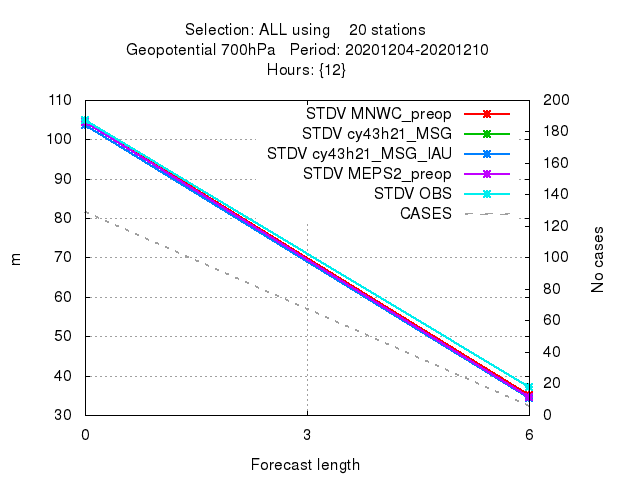 Selection: ALL using    20 stations
Geopotential 700hPa   Period: 20201204-20201210
Hours: {12}
110
100
90
80
70
60
50
40
30
200
180
160
140
120
100
80
60
40
20
0
STDV MNWC_preop
STDV cy43h21_MSG
STDV cy43h21_MSG_IAU
STDV MEPS2_preop
STDV OBS
CASES
m
No cases
0
3
6
Forecast length